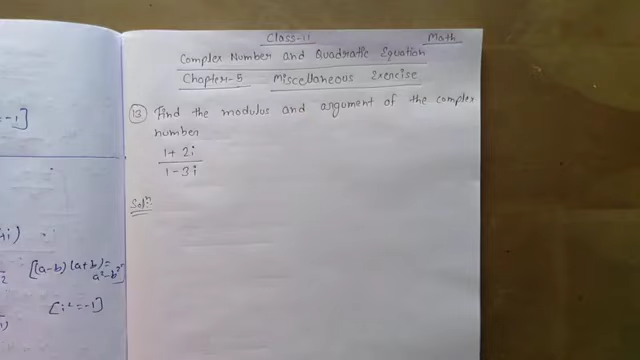 Class-11 Math
Complex Number and Quadratic Equation
Chapter-5 Miscellaneous Exercise
(13) Find the modulus and argument of the complex
number
1+2i
1-3i
Soln:
=-1]
i)
[(a-b)(a+b)=
a²-b²]
[i²=-1]